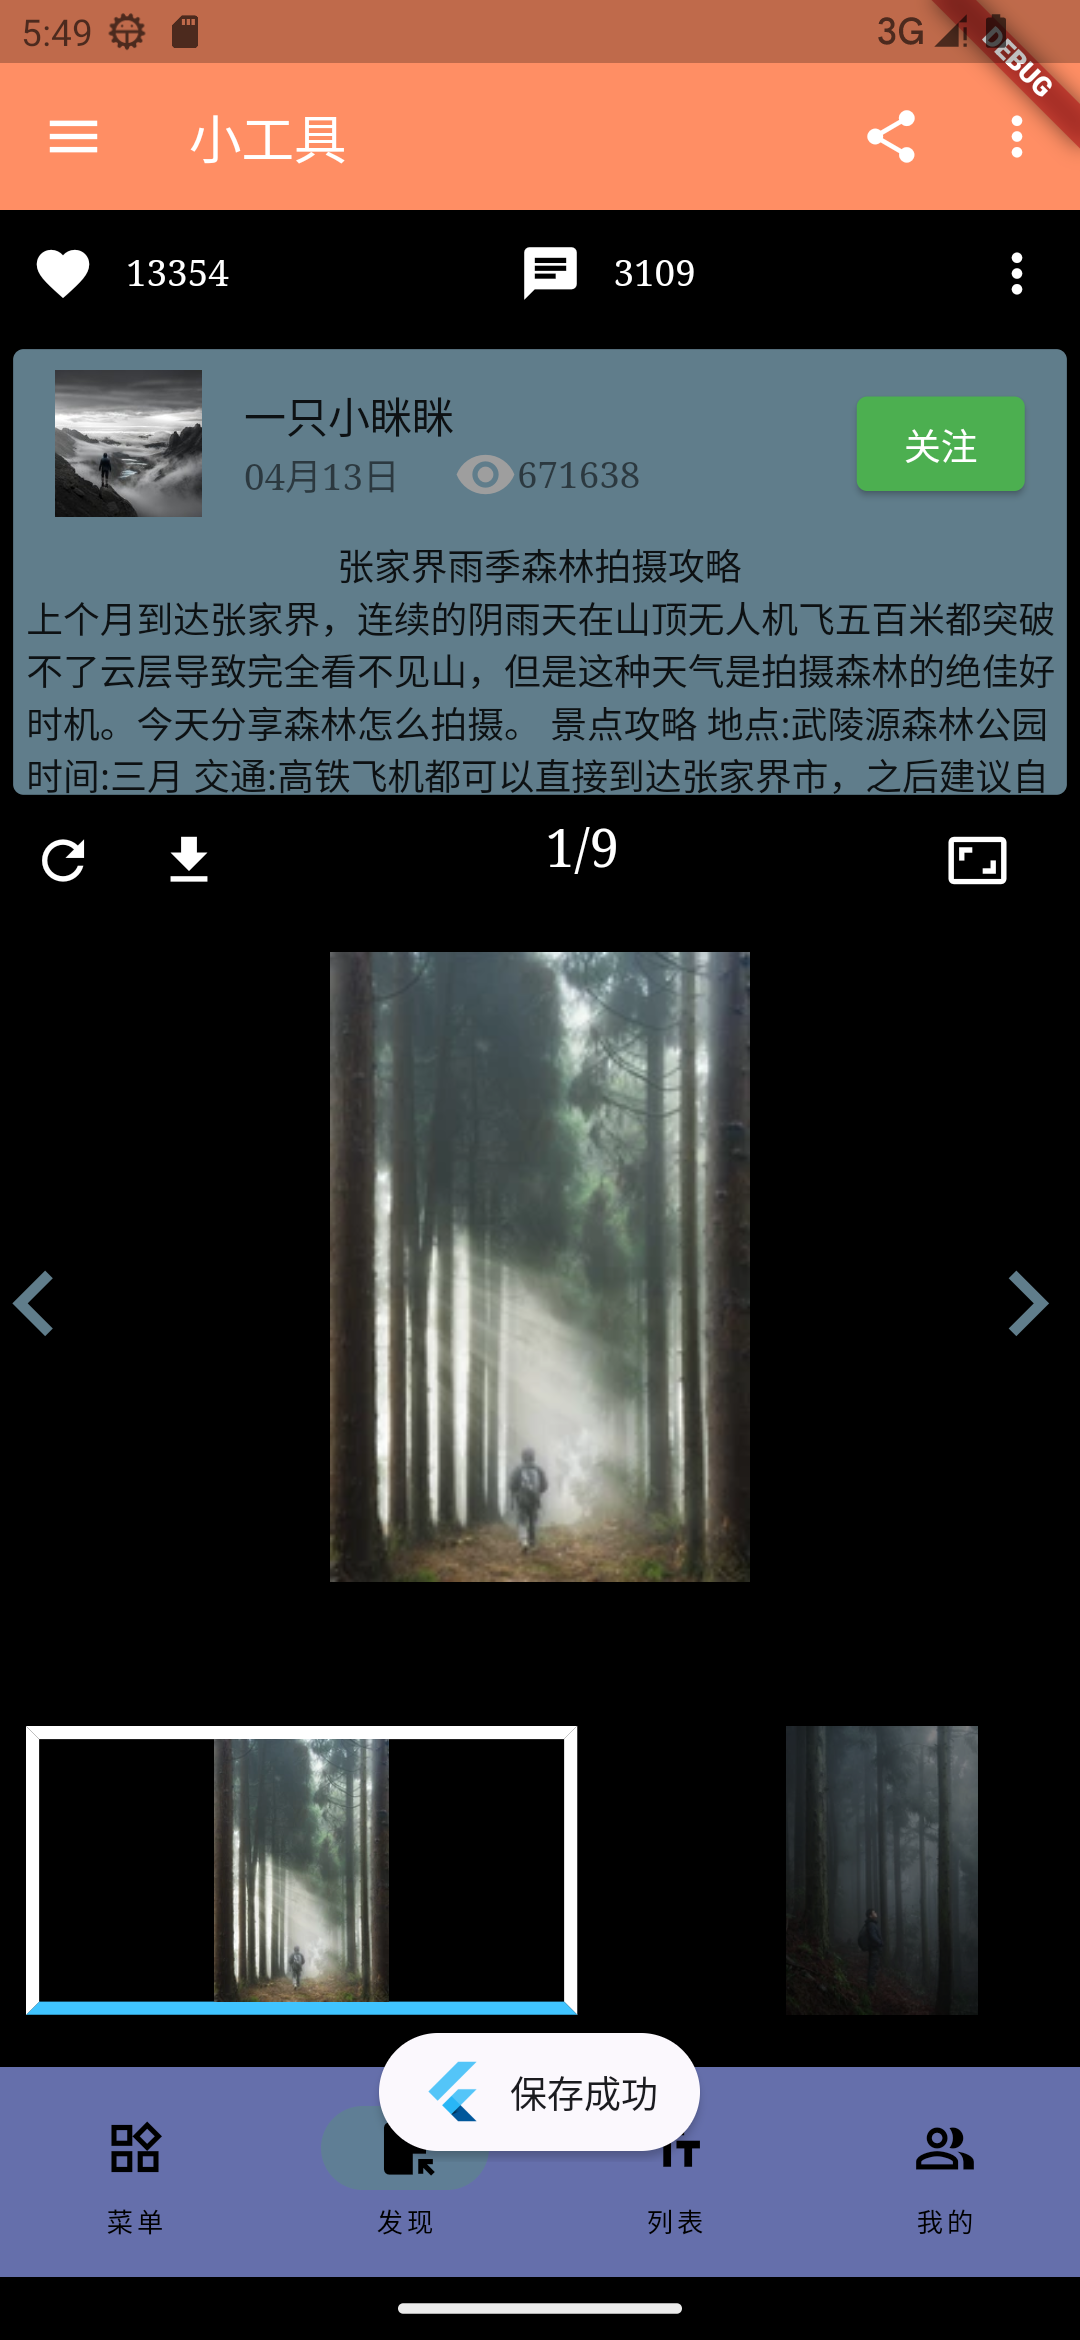 5:49
3G
DEBUG
小工具
13354
3109
一只小眯眯
04月13日
671638
关注
张家界雨季森林拍摄攻略
上个月到达张家界，连续的阴雨天在山顶无人机飞五百米都突破
不了云层导致完全看不见山，但是这种天气是拍摄森林的绝佳好
时机。今天分享森林怎么拍摄。 景点攻略 地点:武陵源森林公园
时间:三月 交通:高铁飞机都可以直接到达张家界市，之后建议自
1/9
保存成功
菜单
发现
列表
我的